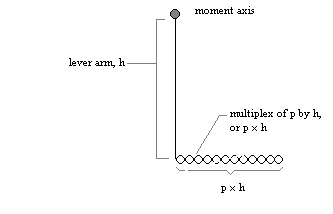 moment axis
lever arm, h
multiplex of p by h,
or p × h
p × h